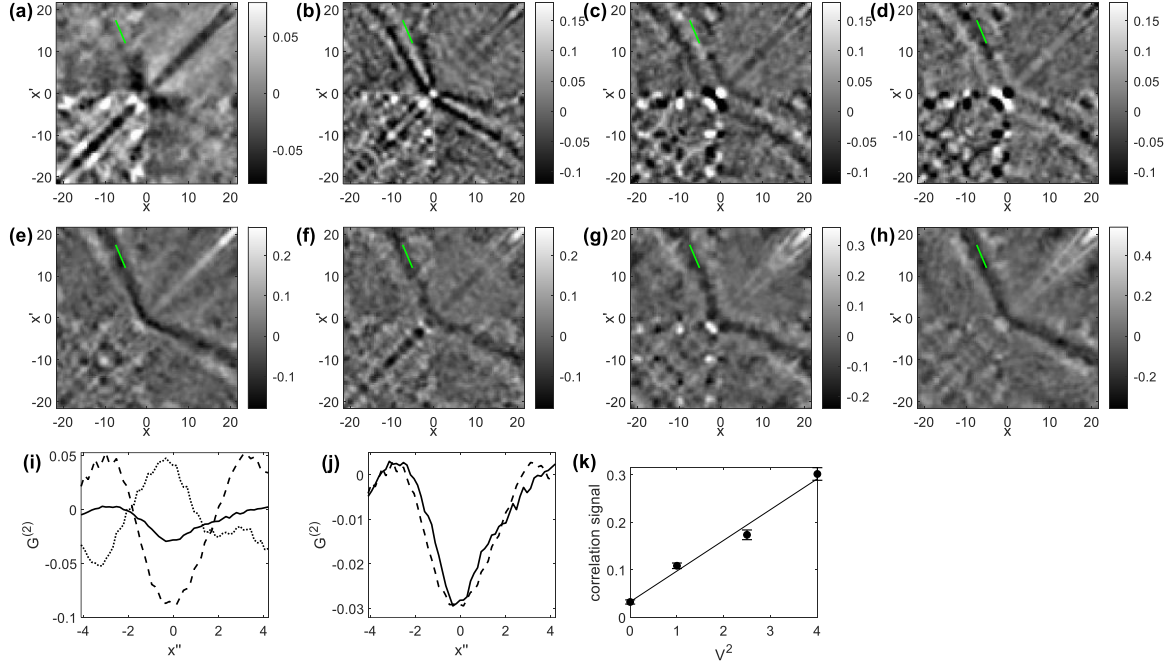 (a) (b) (c) (d)
x' 20 10 0 -10 -20 0.05 0 -0.05
20 10 0 -10 -20 0.15 0.1 0.05 0 -0.05 -0.1
20 10 0 -10 -20 0.15 0.1 0.05 0 -0.05 -0.1
20 10 0 -10 -20 0.15 0.1 0.05 0 -0.05 -0.1
-20 -10 0 10 20 -20 -10 0 10 20 -20 -10 0 10 20 -20 -10 0 10 20
x x x x
(e) (f) (g) (h)
x' 20 10 0 -10 -20 0.2 0.1 0 -0.1
x' 20 10 0 -10 -20 0.2 0.1 0 -0.1
x' 20 10 0 -10 -20 0.3 0.2 0.1 0 -0.1 -0.2
x' 20 10 0 -10 -20 0.4 0.2 0 -0.2
-20 -10 0 10 20 -20 -10 0 10 20 -20 -10 0 10 20 -20 -10 0 10 20
x x x x
(i) (j) (k)
G(2) 0.05 0 -0.05 -0.1
G(2) 0 -0.01 -0.02 -0.03
correlation signal 0.3 0.2 0.1 0
-4 -2 0 2 4 -4 -2 0 2 4 0 1 2 3 4
x'' x'' V2